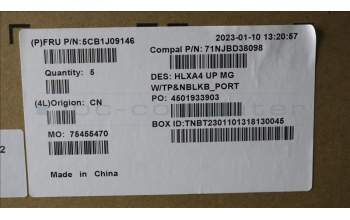 (P)FRU P/N:5CB1J09146
2023-01-10 13:20:57
Compal P/N: 71NJBD38098
Quantity: 5
DES: HLXA4 UP MG
W/TP&NBLKB_PORT
(4L)Origion: CN
PO: 4501933903
BOX ID:TNBT2301101318130045
MO: 75455470
Made in China
2